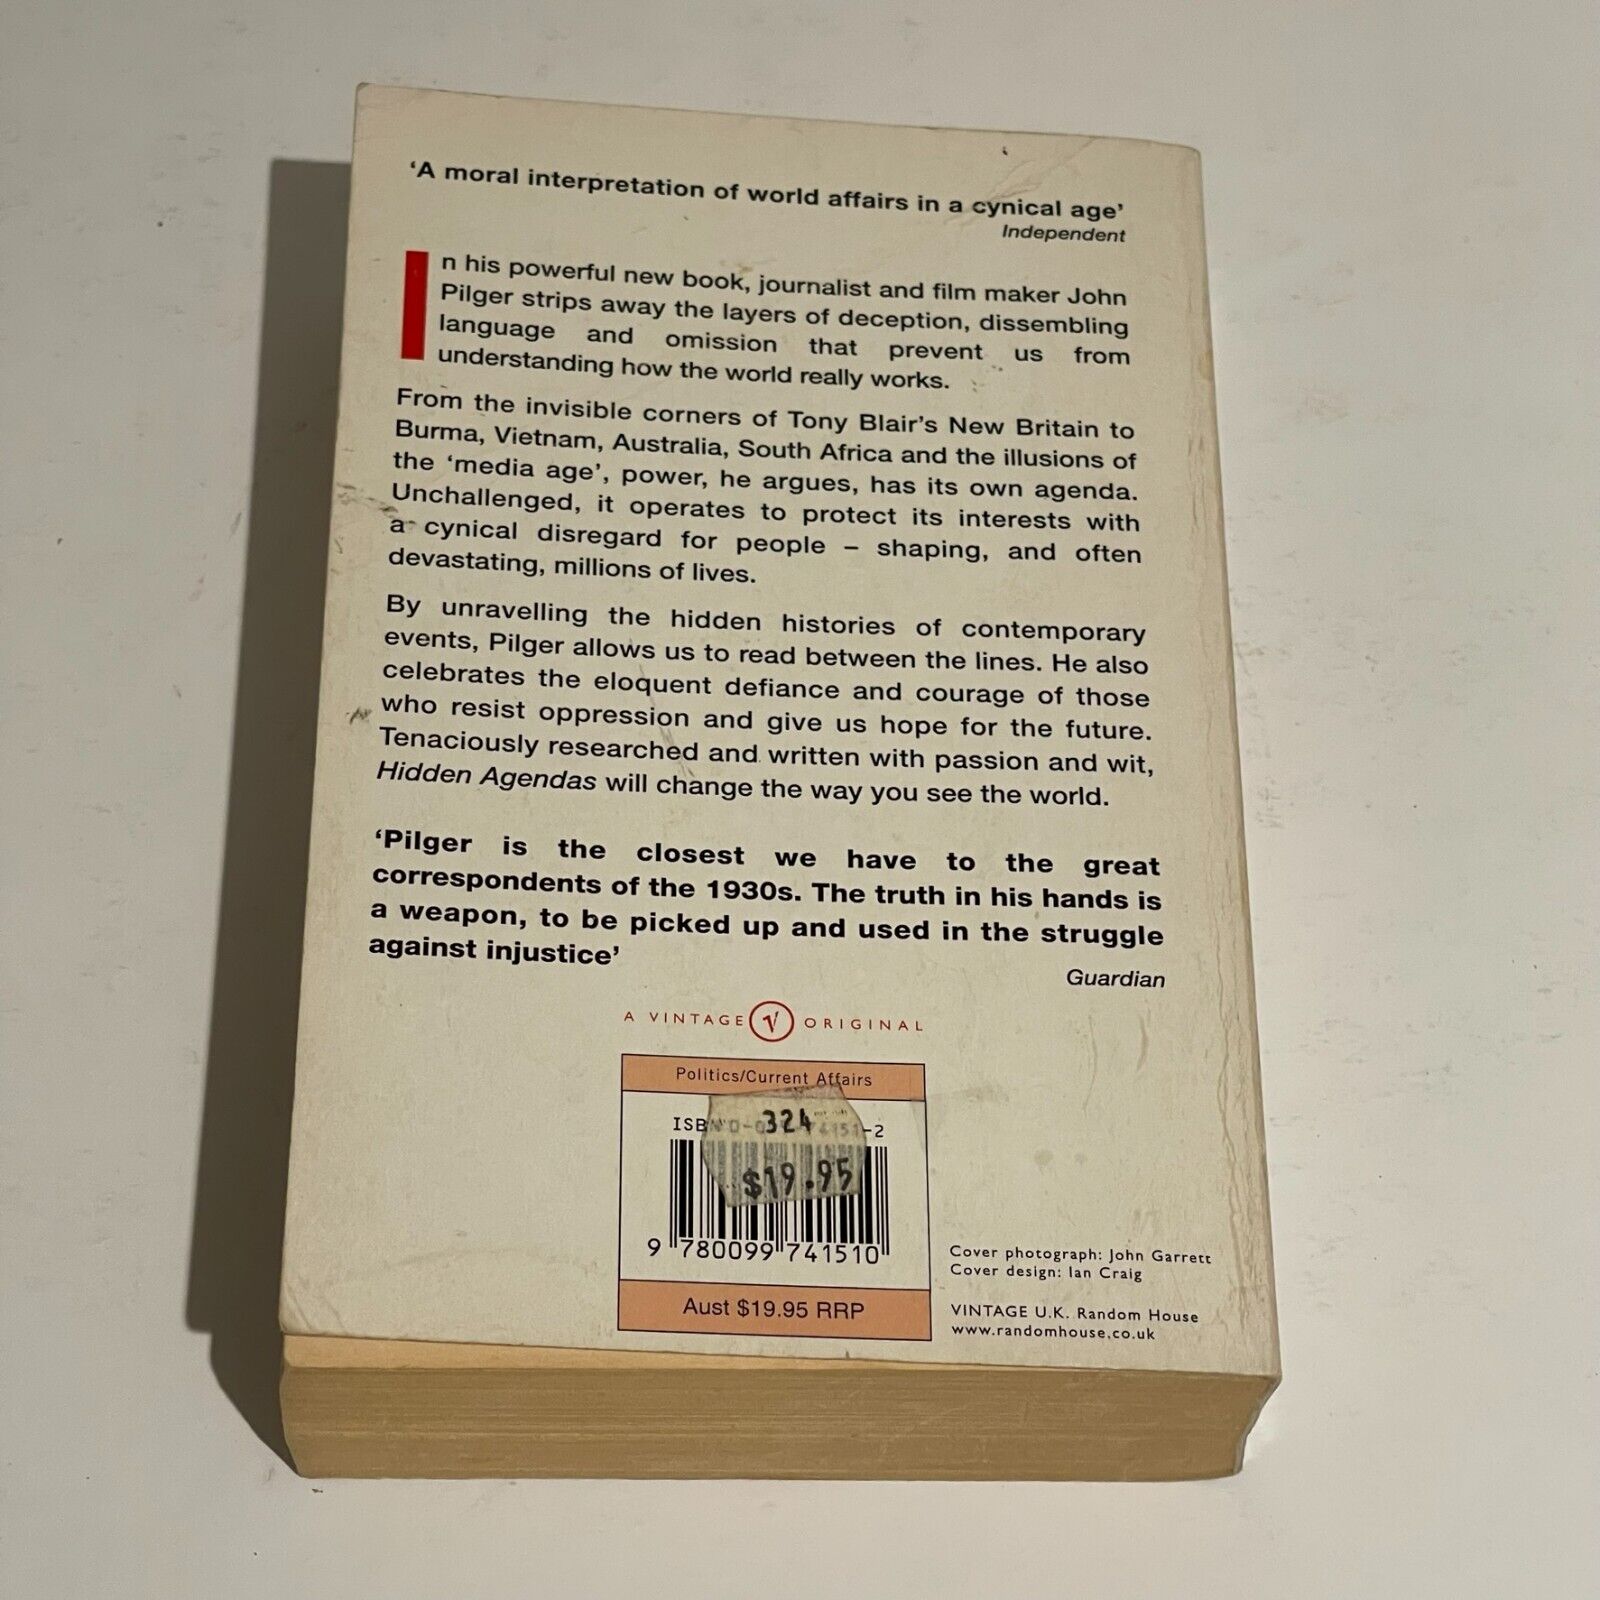 ‘A moral interpretation of world affairs in a cynical age’
Independent
In his powerful new book, journalist and film maker John
Pilger strips away the layers of deception, dissembling
language and omission that prevent us from
understanding how the world really works.
From the invisible corners of Tony Blair’s New Britain to
Burma, Vietnam, Australia, South Africa and the illusions of
the ‘media age’, power, he argues, has its own agenda.
Unchallenged, it operates to protect its interests with
a cynical disregard for people – shaping, and often
devastating, millions of lives.
By unravelling the hidden histories of contemporary
events, Pilger allows us to read between the lines. He also
celebrates the eloquent defiance and courage of those
who resist oppression and give us hope for the future.
Tenaciously researched and written with passion and wit,
Hidden Agendas will change the way you see the world.
‘Pilger is the closest we have to the great
correspondents of the 1930s. The truth in his hands is
a weapon, to be picked up and used in the struggle
against injustice’
Guardian
A VINTAGE V ORIGINAL
Politics/Current Affairs
ISBN
324
$19.95
9 780099 741510
Aust $19.95 RRP
Cover photograph: John Garrett
Cover design: Ian Craig
VINTAGE U.K. Random House
www.randomhouse.co.uk